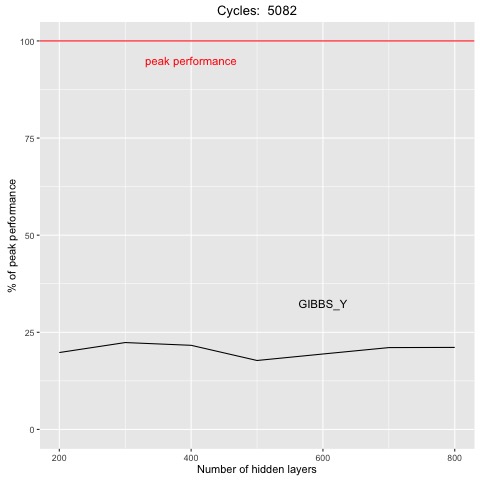 Cycles: 5082
100
peak performance
75
% of peak performance
50
GIBBS_Y
25
0
200
400
600
800
Number of hidden layers